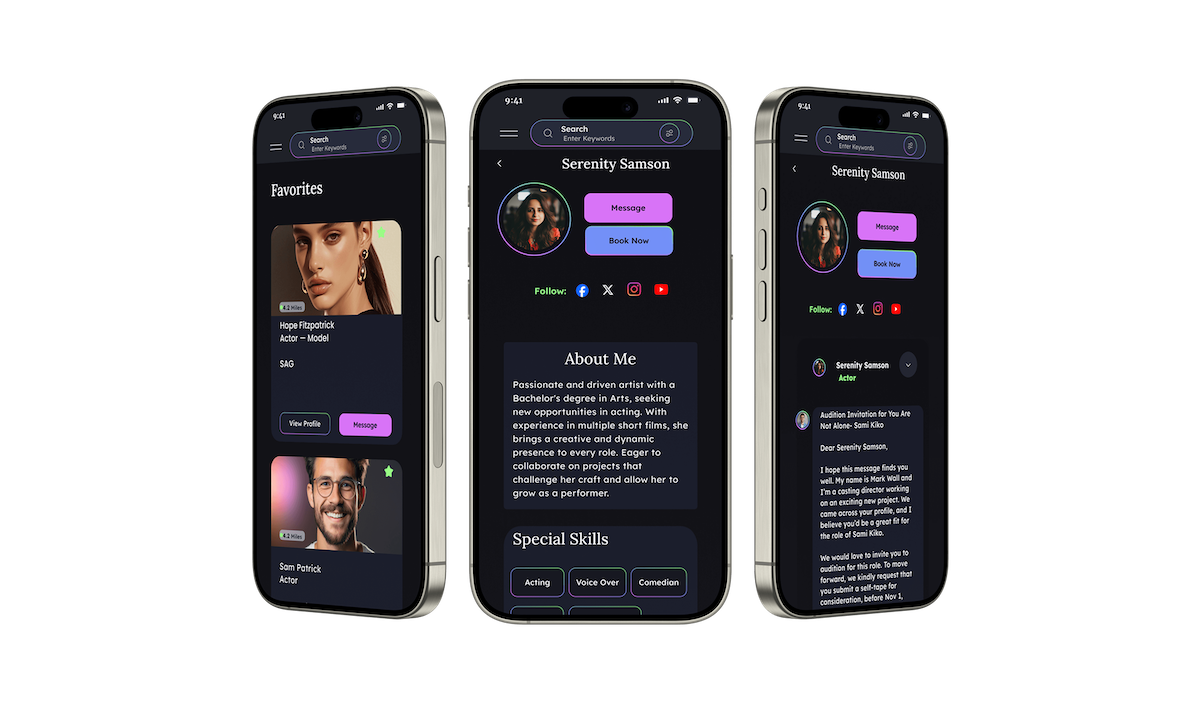 9:41
Search
Enter Keywords
Favorites
4.2 Miles
Hope Fitzpatrick
Actor — Model
SAG
View Profile
Message
4.2 Miles
Sam Patrick
Actor
9:41
Search
Enter Keywords
Serenity Samson
Message
Book Now
Follow:
About Me
Passionate and driven artist with a
Bachelor's degree in Arts, seeking
new opportunities in acting. With
experience in multiple short films, she
brings a creative and dynamic
presence to every role. Eager to
collaborate on projects that
challenge her craft and allow her to
grow as a performer.
Special Skills
Acting
Voice Over
Comedian
9:41
Search
Enter Keywords
Serenity Samson
Message
Book Now
Follow:
Serenity Samson
Actor
Audition Invitation for You Are
Not Alone- Sami Kiko
Dear Serenity Samson,
I hope this message finds you
well. My name is Mark Wall and
I'm a casting director working
on an exciting new project. We
came across your profile, and I
believe you'd be a great fit for
the role of Sami Kiko.
We would love to invite you to
audition for this role. To move
forward, we kindly request that
you submit a self-tape for
consideration, before Nov 1,